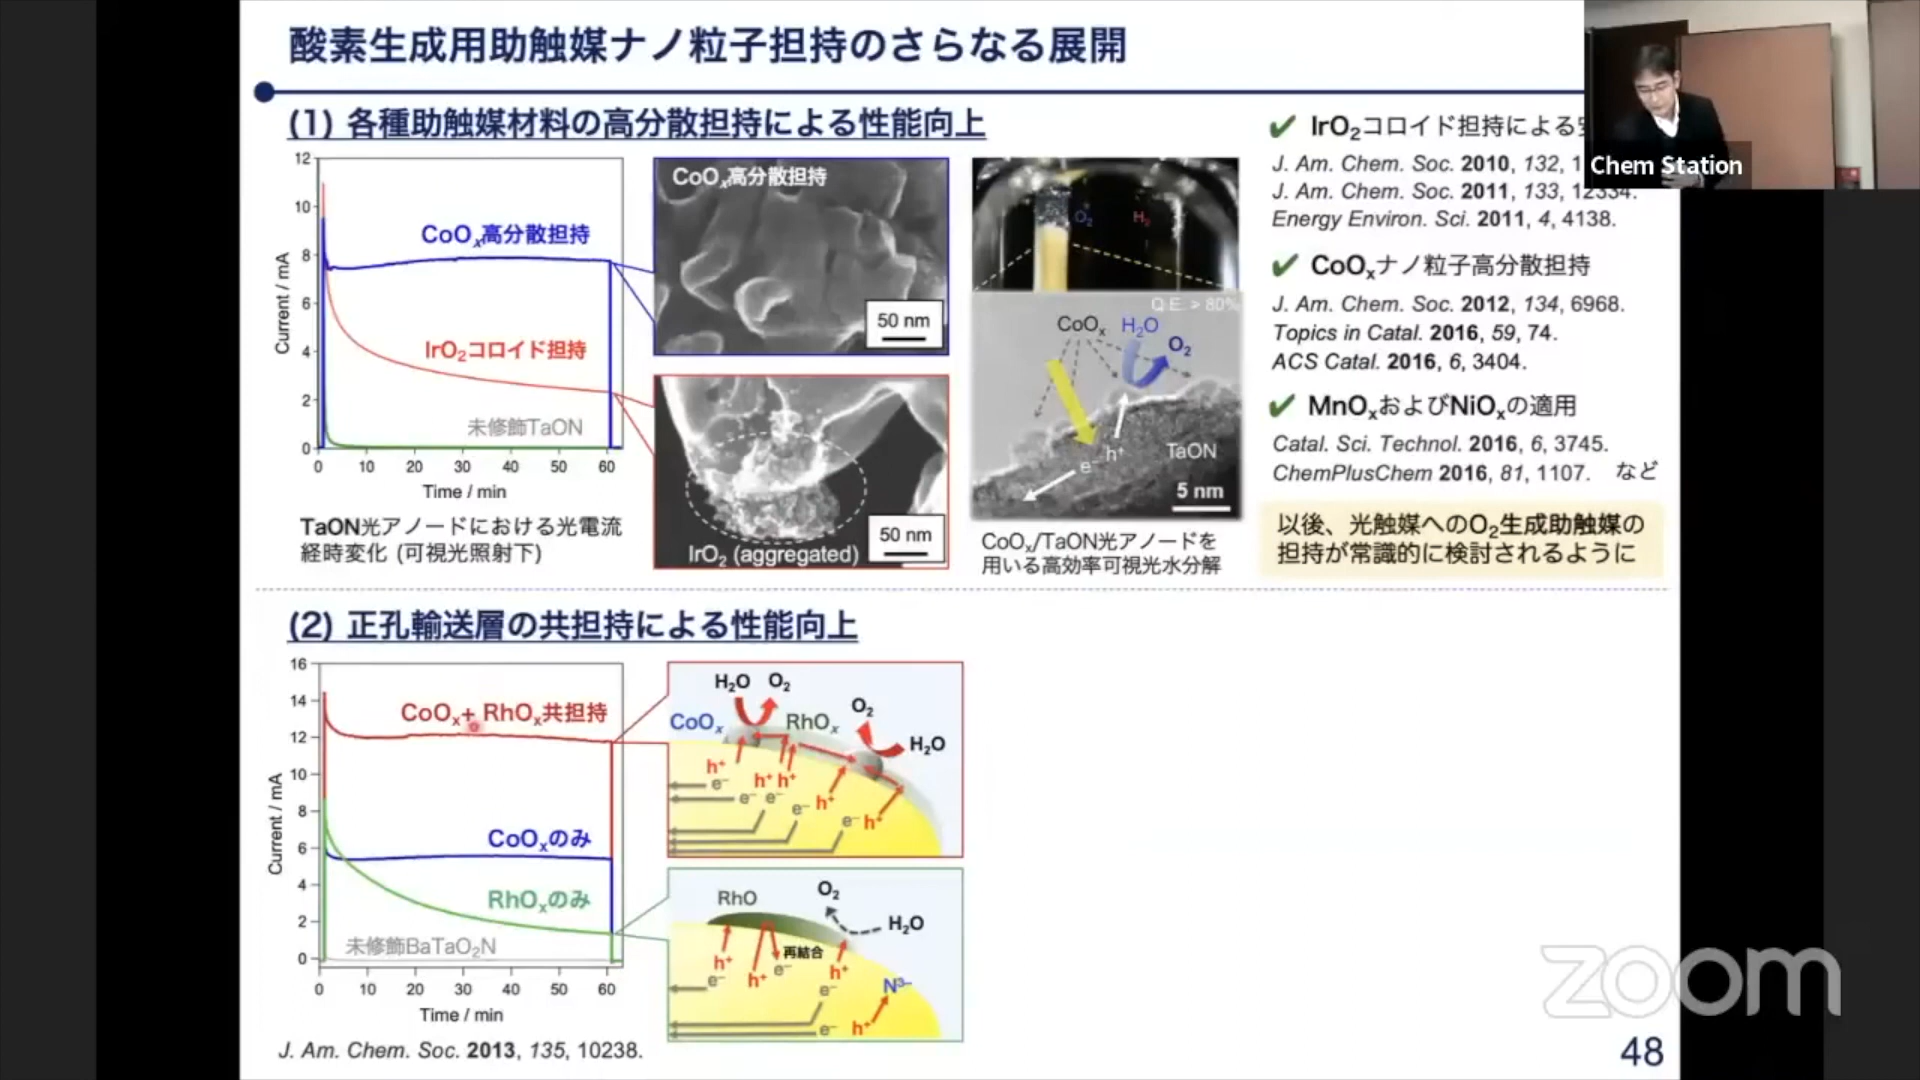 酸素生成用助触媒ナノ粒子担持のさらなる展開
(1) 各種助触媒材料の高分散担持による性能向上
12
10
8
6
4
2
0
Current / mA
CoOx高分散担持
IrO2コロイド担持
未修飾TaON
0 10 20 30 40 50 60
Time / min
TaON光アノードにおける光電流
経時変化 (可視光照射下)
CoOx高分散担持
50 nm
IrO2 (aggregated)
50 nm
O2
H2
Q.E. > 80%
CoOx
H2O
O2
e−
h+
TaON
5 nm
CoOx/TaON光アノードを
用いる高効率可視光水分解
✔ IrO2コロイド担持による
J. Am. Chem. Soc. 2010, 132,
J. Am. Chem. Soc. 2011, 133, 12334.
Energy Environ. Sci. 2011, 4, 4138.
✔ CoOxナノ粒子高分散担持
J. Am. Chem. Soc. 2012, 134, 6968.
Topics in Catal. 2016, 59, 74.
ACS Catal. 2016, 6, 3404.
✔ MnOxおよびNiOxの適用
Catal. Sci. Technol. 2016, 6, 3745.
ChemPlusChem 2016, 81, 1107. など
以後、光触媒へのO2生成助触媒の
担持が常識的に検討されるように
Chem Station
(2) 正孔輸送層の共担持による性能向上
16
14
12
10
8
6
4
2
0
Current / mA
CoOx+ RhOx共担持
CoOxのみ
RhOxのみ
未修飾BaTaO2N
0 10 20 30 40 50 60
Time / min
J. Am. Chem. Soc. 2013, 135, 10238.
H2O O2
CoOx
RhOx
O2
H2O
h+
e−
h+ h+
e− e−
e−
h+
e− h+
RhO
O2
H2O
再結合
h+
e−
h+
e−
h+
e−
N3−
e− h+
zoom
48